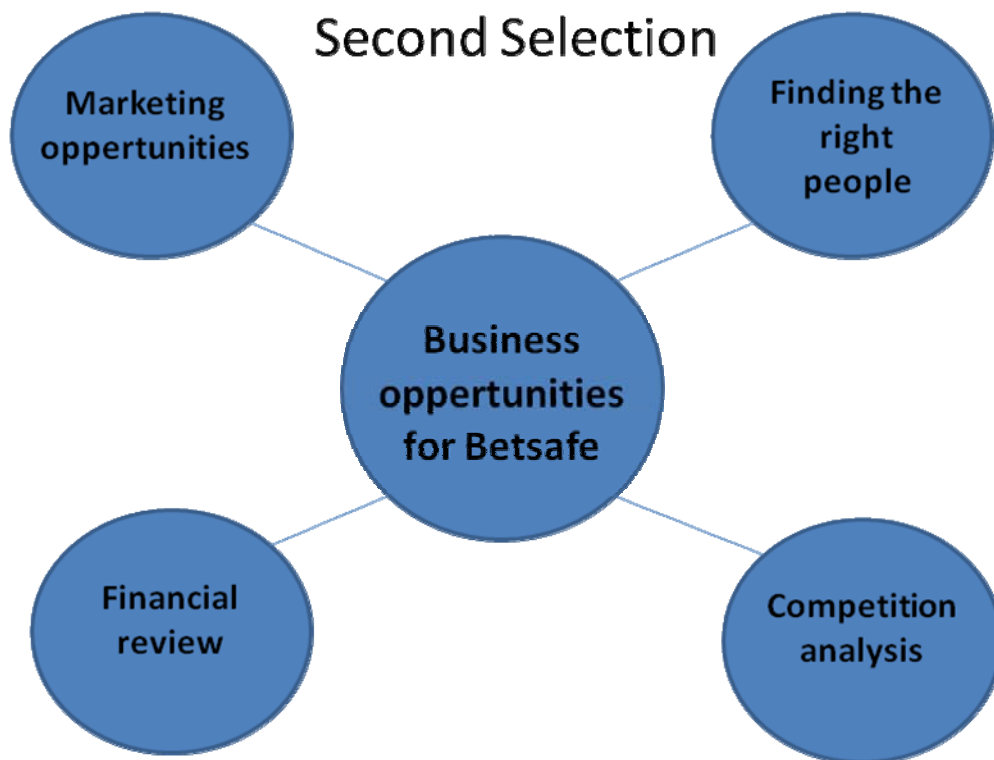 Second Selection
Marketing
oppertunities
Finding the
right
people
Business
oppertunities
for Betsafe
Financial
review
Competition
analysis